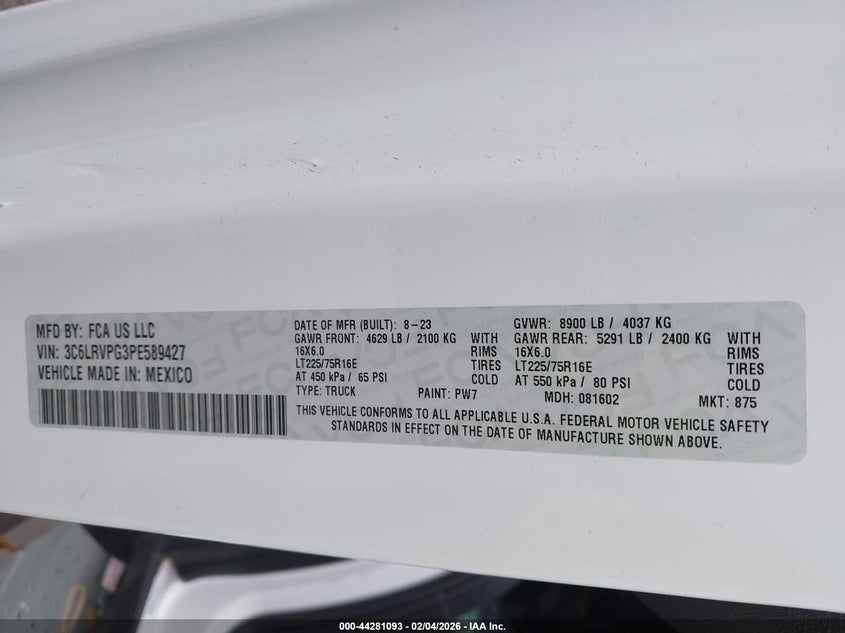 MFD BY: FCA US LLC
VIN: 3C6LRVPG3PE589427
VEHICLE MADE IN: MEXICO
DATE OF MFR (BUILT): 8-23
GAWR FRONT: 4629 LB / 2100 KG WITH
16X6.0 RIMS
LT225/75R16E TIRES
AT 450 kPa / 65 PSI COLD
TYPE: TRUCK PAINT: PW7
GVWR: 8900 LB / 4037 KG
GAWR REAR: 5291 LB / 2400 KG WITH
16X6.0 RIMS
LT225/75R16E TIRES
AT 550 kPa / 80 PSI COLD
MDH: 081602 MKT: 875
THIS VEHICLE CONFORMS TO ALL APPLICABLE U.S.A. FEDERAL MOTOR VEHICLE SAFETY
STANDARDS IN EFFECT ON THE DATE OF MANUFACTURE SHOWN ABOVE.
000-44281093 - 02/04/2026 - IAA Inc.